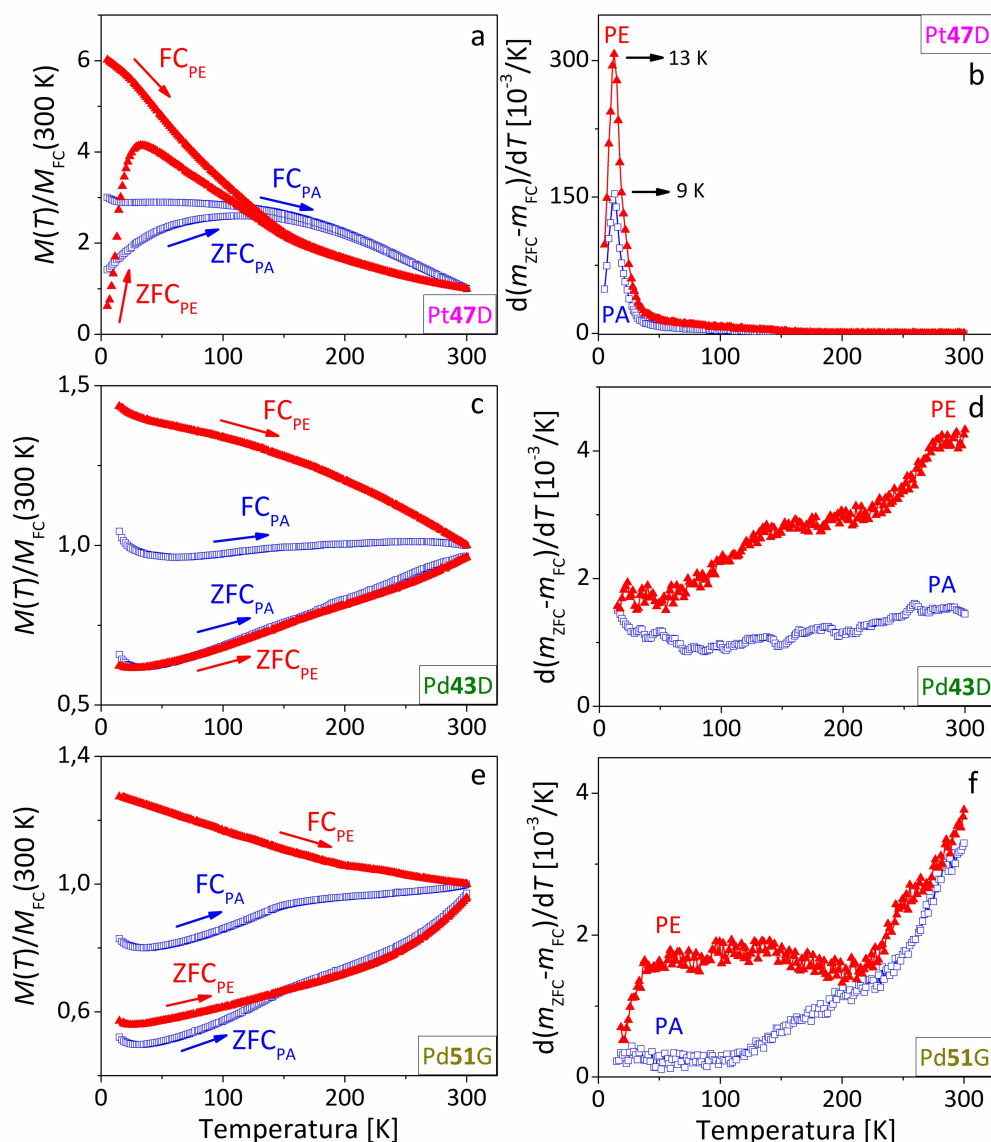 a
FC_PE
FC_PA
ZFC_PA
ZFC_PE
Pt47D
M(T)/M_FC(300 K)
6
4
2
0
0 100 200 300
b
Pt47D
PE
13 K
9 K
PA
d(m_ZFC-m_FC)/dT [10⁻³/K]
300
150
0
0 100 200 300
c
FC_PE
FC_PA
ZFC_PA
ZFC_PE
Pd43D
M(T)/M_FC(300 K)
1,5
1,0
0,5
0 100 200 300
d
PE
PA
Pd43D
d(m_ZFC-m_FC)/dT [10⁻³/K]
4
2
0
0 100 200 300
e
FC_PE
FC_PA
ZFC_PE
ZFC_PA
Pd51G
M(T)/M_FC(300 K)
1,4
1,0
0,6
0 100 200 300
Temperatura [K]
f
PE
PA
Pd51G
d(m_ZFC-m_FC)/dT [10⁻³/K]
4
2
0
0 100 200 300
Temperatura [K]